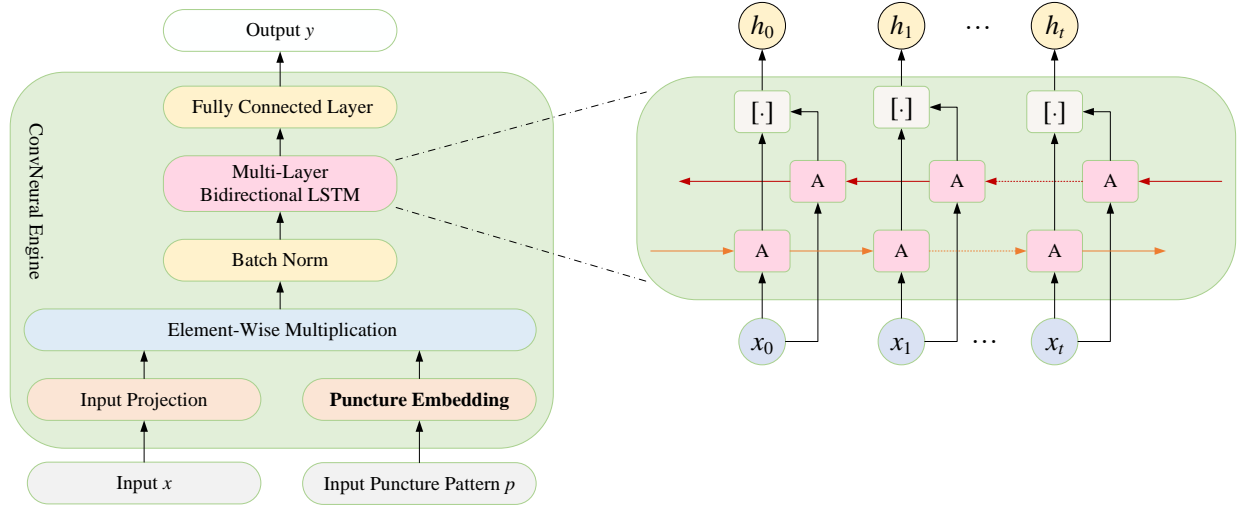 Output y
Fully Connected Layer
ConvNeural Engine
Multi-Layer
Bidirectional LSTM
Batch Norm
Element-Wise Multiplication
Input Projection
Puncture Embedding
Input x
Input Puncture Pattern p
h₀ h₁ ⋯ hₜ
[·] [·] [·]
A A A
A A A
x₀ x₁ ⋯ xₜ